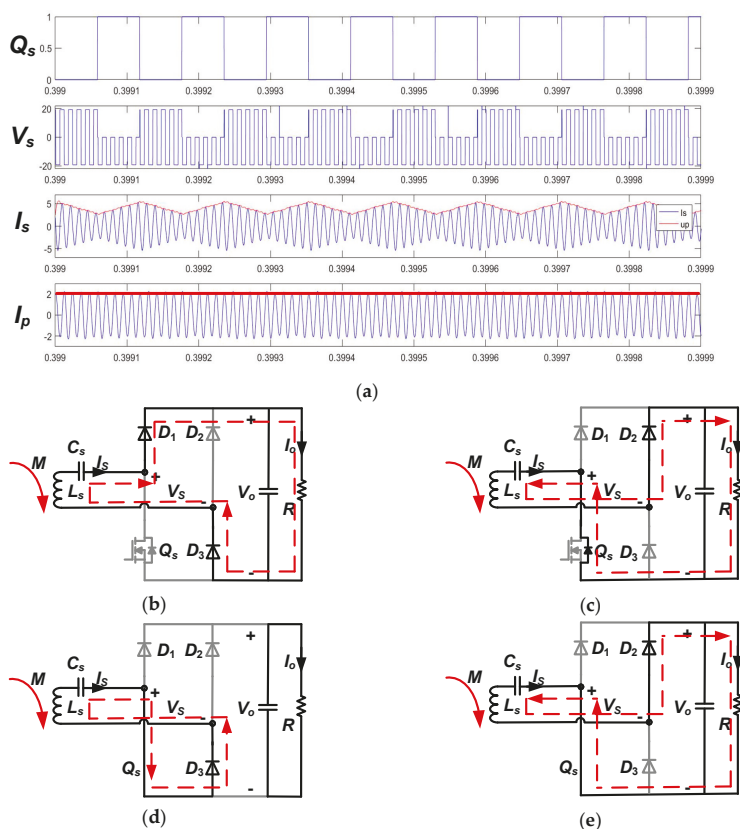 Qs
1
0.5
0
0.399 0.3991 0.3992 0.3993 0.3994 0.3995 0.3996 0.3997 0.3998 0.3999
Vs
20
0
-20
0.399 0.3991 0.3992 0.3993 0.3994 0.3995 0.3996 0.3997 0.3998 0.3999
Is
5
0
-5
Is
up
0.399 0.3991 0.3992 0.3993 0.3994 0.3995 0.3996 0.3997 0.3998 0.3999
Ip
2
0
-2
0.399 0.3991 0.3992 0.3993 0.3994 0.3995 0.3996 0.3997 0.3998 0.3999
(a)
M Cs IS Ls VS + - D1 D2 Qs D3 + Vo - Io R
(b)
M Cs IS Ls VS + - D1 D2 Qs D3 + Vo - Io R
(c)
M Cs IS Ls VS + - D1 D2 Qs D3 + Vo - Io R
(d)
M Cs IS Ls VS + - D1 D2 Qs D3 + Vo - Io R
(e)